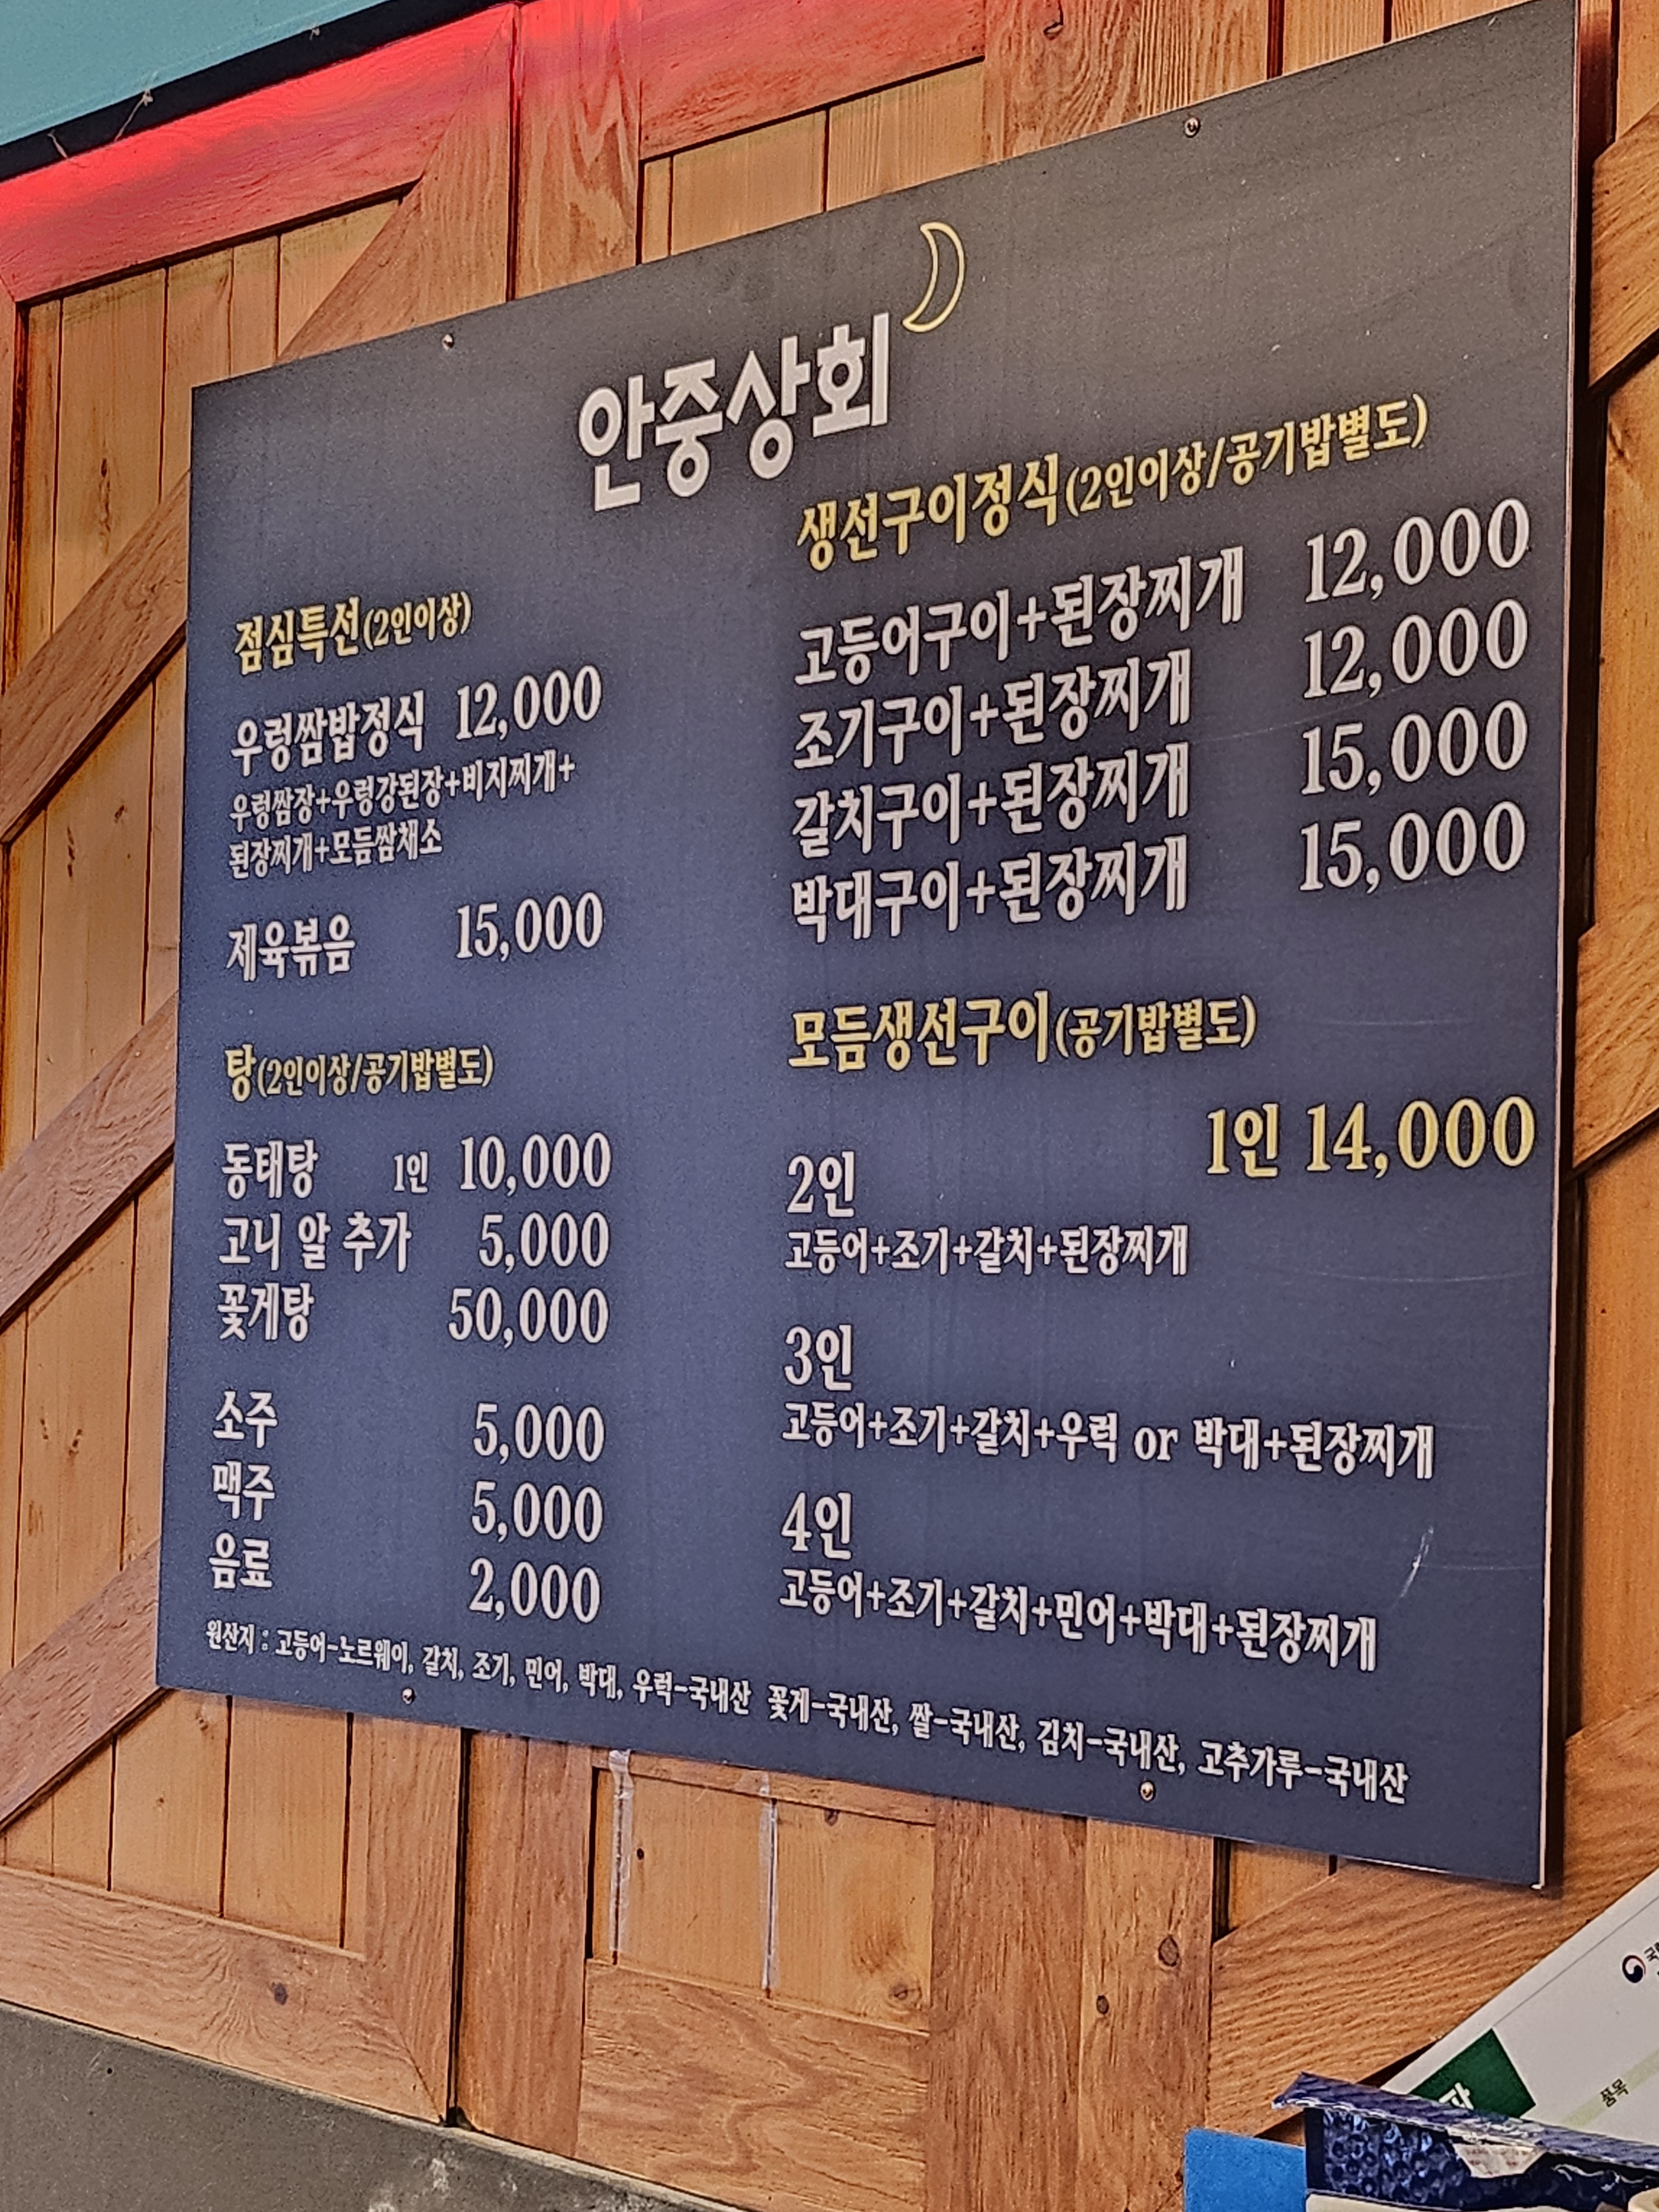 안중상회
점심특선(2인이상)
우렁쌈밥정식 12,000
우렁쌈장+우렁강된장+비지찌개+
된장찌개+모듬쌈채소
제육볶음 15,000
탕(2인이상/공기밥별도)
동태탕 1인 10,000
고니 알 추가 5,000
꽃게탕 50,000
소주 5,000
맥주 5,000
음료 2,000
생선구이정식(2인이상/공기밥별도)
고등어구이+된장찌개 12,000
조기구이+된장찌개 12,000
갈치구이+된장찌개 15,000
박대구이+된장찌개 15,000
모듬생선구이(공기밥별도)
1인 14,000
2인
고등어+조기+갈치+된장찌개
3인
고등어+조기+갈치+우럭 or 박대+된장찌개
4인
고등어+조기+갈치+민어+박대+된장찌개
원산지 : 고등어-노르웨이, 갈치, 조기, 민어, 박대, 우럭-국내산 꽃게-국내산, 쌀-국내산, 김치-국내산, 고추가루-국내산
품목